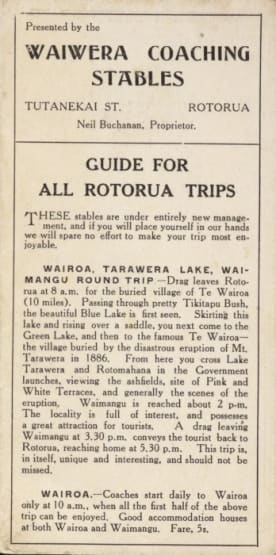 Presented by the
WAIWERA COACHING
STABLES
TUTANEKAI ST. ROTORUA
Neil Buchanan, Proprietor.
GUIDE FOR
ALL ROTORUA TRIPS
THESE stables are under entirely new manage-
ment, and if you will place yourself in our hands
we will spare no effort to make your trip most en-
joyable.
WAIROA, TARAWERA LAKE, WAI-
MANGU ROUND TRIP.—Drag leaves Roto-
rua at 8 a.m. for the buried village of Te Wairoa
(10 miles). Passing through pretty Tikitapu Bush,
the beautiful Blue Lake is first seen. Skirting this
lake and rising over a saddle, you next come to the
Green Lake, and then to the famous Te Wairoa—
the village buried by the disastrous eruption of Mt.
Tarawera in 1886. From here you cross Lake
Tarawera and Rotomahana in the Government
launches, viewing the ashfields, site of Pink and
White Terraces, and generally the scenes of the
eruption. Waimangu is reached about 2 p-m.
The locality is full of interest, and possesses
a great attraction for tourists. A drag leaving
Waimangu at 3.30 p.m. conveys the tourist back to
Rotorua, reaching home at 5.30 p.m. This trip is,
in itself, unique and interesting, and should not be
missed.
WAIROA.—Coaches start daily to Wairoa
only at 10 a.m., when all the first half of the above
trip can be enjoyed. Good accommodation houses
at both Wairoa and Waimangu. Fare, 5s.